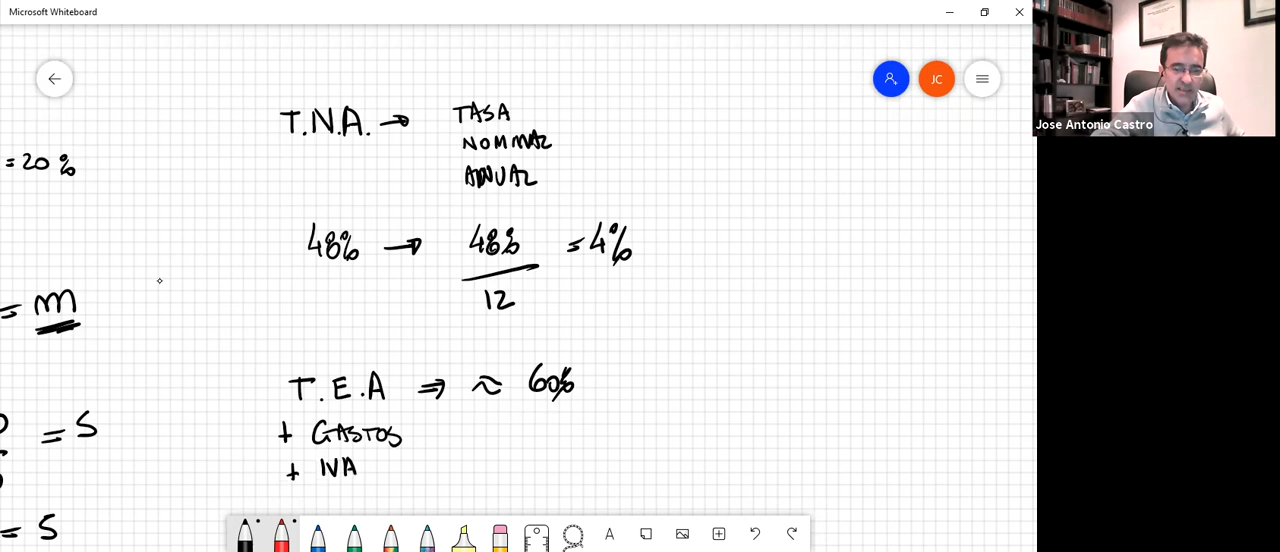 Microsoft Whiteboard
JC
Jose Antonio Castro
T.N.A. → TASA
NOMINAL
ANUAL
= 20 %
48% → 48% = 4%
12
= m
T.E.A ⇒ ≈ 60%
+ GASTOS
+ IVA
= S
= S